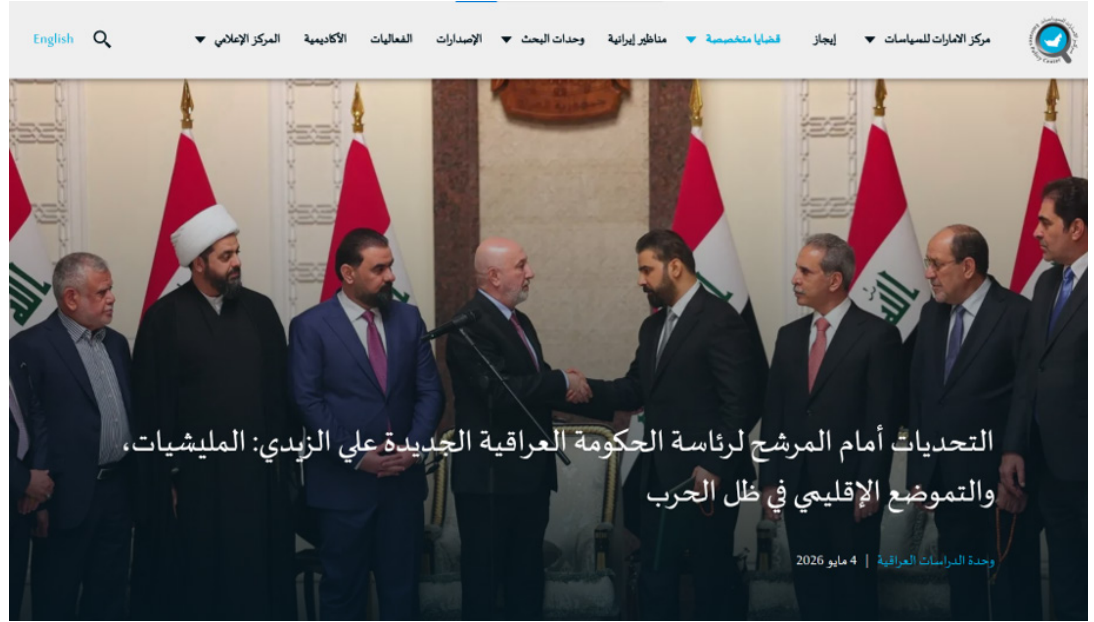 مركز الامارات للسياسات
إيجاز
قضايا متخصصة
مناظير إيرانية
وحدات البحث
الإصدارات
الفعاليات
الأكاديمية
المركز الإعلامي
English
التحديات أمام المرشح لرئاسة الحكومة العراقية الجديدة علي الزيدي: المليشيات،
والتموضع الإقليمي في ظل الحرب
وحدة الدراسات العراقية | 4 مايو 2026